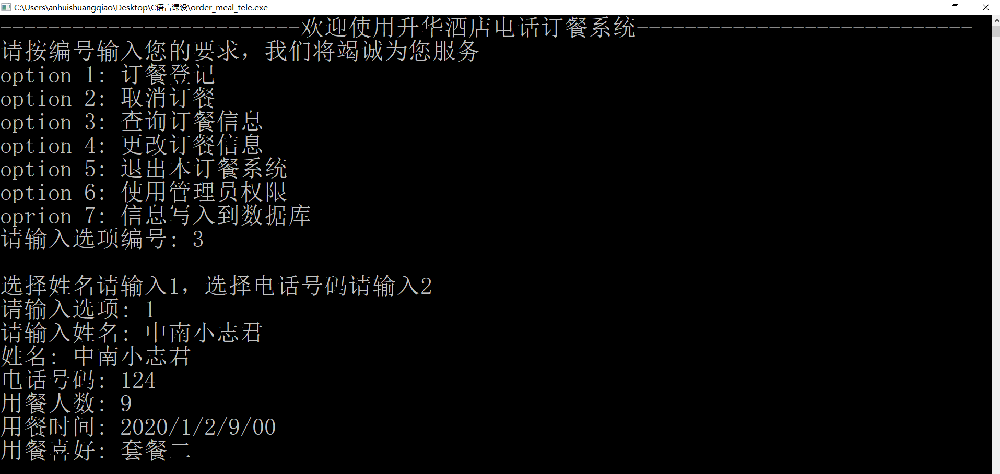 C:\Users\anhuishuangqiao\Desktop\C语言课设\order_meal_tele.exe
-------------------------欢迎使用升华酒店电话订餐系统----------------------------
请按编号输入您的要求，我们将竭诚为您服务
option 1: 订餐登记
option 2: 取消订餐
option 3: 查询订餐信息
option 4: 更改订餐信息
option 5: 退出本订餐系统
option 6: 使用管理员权限
oprion 7: 信息写入到数据库
请输入选项编号: 3
选择姓名请输入1，选择电话号码请输入2
请输入选项: 1
请输入姓名: 中南小志君
姓名: 中南小志君
电话号码: 124
用餐人数: 9
用餐时间: 2020/1/2/9/00
用餐喜好: 套餐二